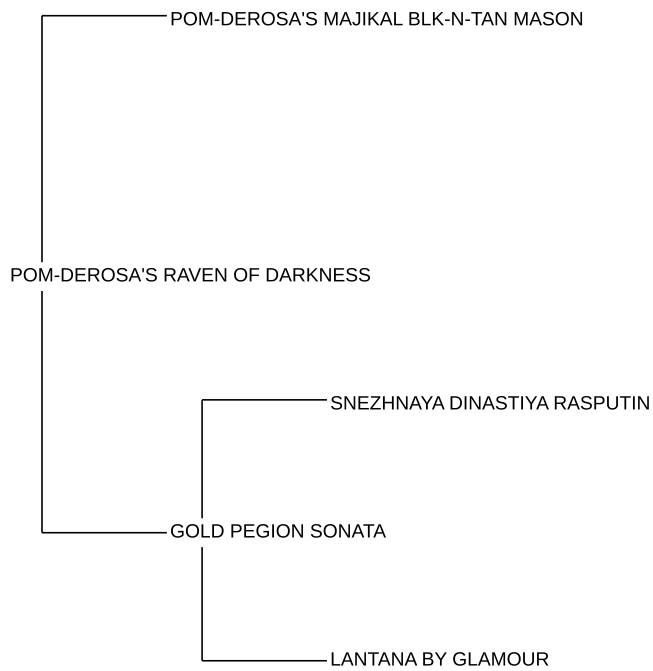 POM-DEROSA'S MAJIKAL BLK-N-TAN MASON
POM-DEROSA'S RAVEN OF DARKNESS
SNEZHNAYA DINASTIYA RASPUTIN
GOLD PEGION SONATA
LANTANA BY GLAMOUR